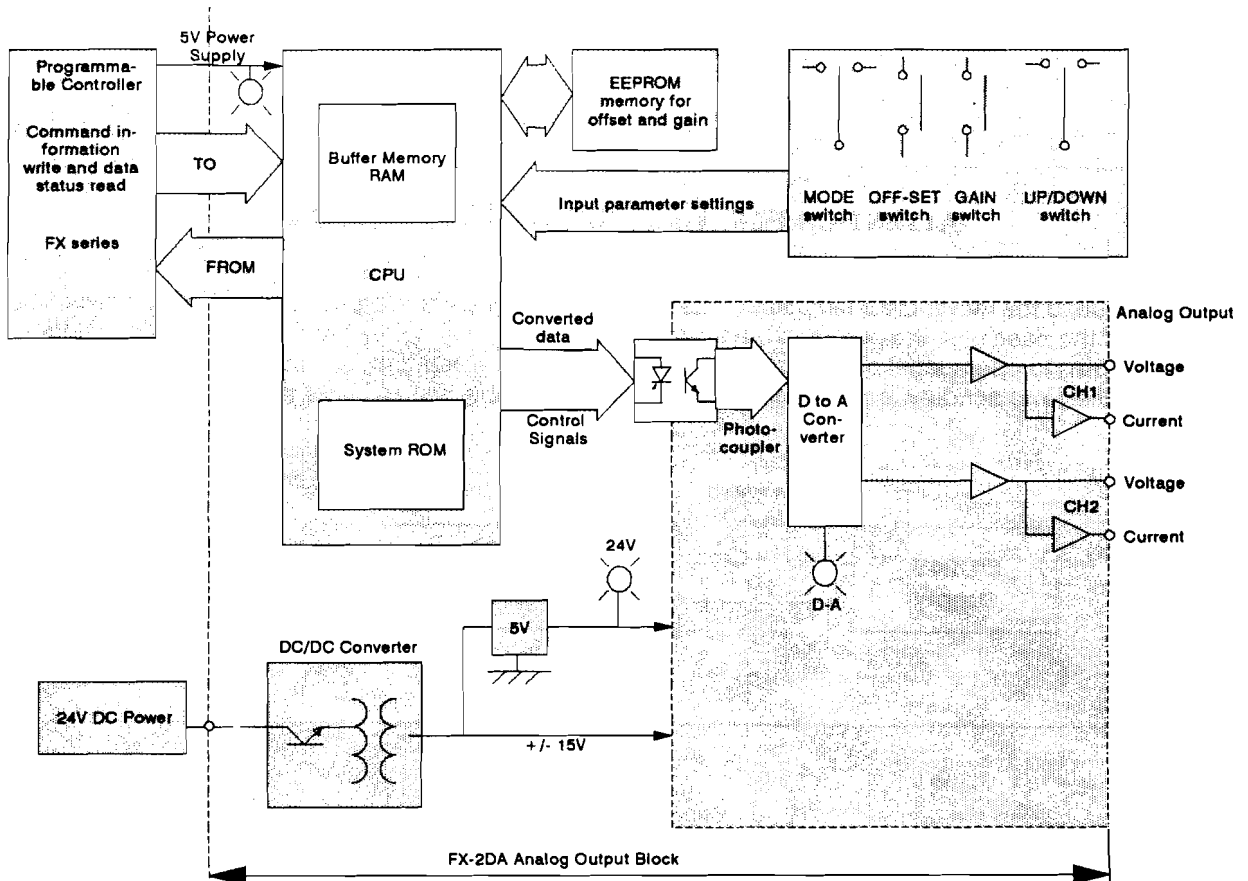 5V Power
Supply
Programma-
ble Controller
Command in-
formation
write and data
status read
FX series
TO
FROM
Buffer Memory
RAM
CPU
System ROM
EEPROM
memory for
offset and gain
Input parameter settings
MODE
switch
OFF-SET
switch
GAIN
switch
UP/DOWN
switch
Converted
data
Control
Signals
Photo-
coupler
D to A
Con-
verter
D-A
Analog Output
Voltage
CH1
Current
Voltage
CH2
Current
24V
5V
DC/DC Converter
24V DC Power
+/- 15V
FX-2DA Analog Output Block